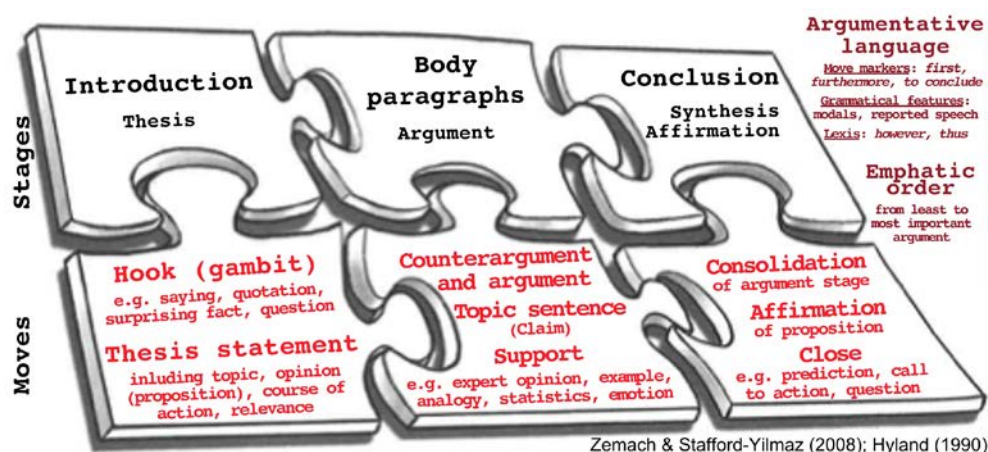 Stages
Introduction
Thesis
Body
paragraphs
Argument
Conclusion
Synthesis
Affirmation
Argumentative
language
Move markers: first,
furthermore, to conclude
Grammatical features:
modals, reported speech
Lexis: however, thus
Emphatic
order
from least to
most important
argument
Moves
Hook (gambit)
e.g. saying, quotation,
surprising fact, question
Thesis statement
inluding topic, opinion
(proposition), course of
action, relevance
Counterargument
and argument
Topic sentence
(Claim)
Support
e.g. expert opinion, example,
analogy, statistics, emotion
Consolidation
of argument stage
Affirmation
of proposition
Close
e.g. prediction, call
to action, question
Zemach & Stafford-Yilmaz (2008); Hyland (1990)